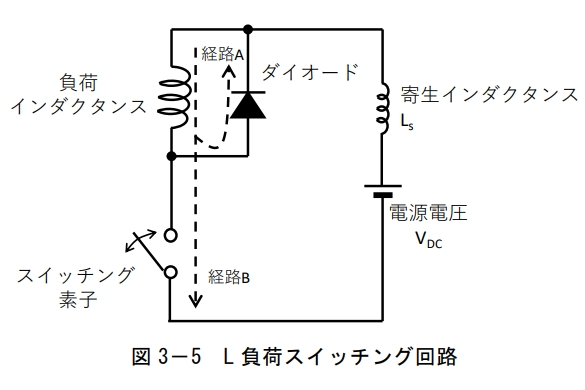 経路A
ダイオード
負荷
インダクタンス
寄生インダクタンス
Ls
電源電圧
VDC
スイッチング
素子
経路B
図3－5　L負荷スイッチング回路